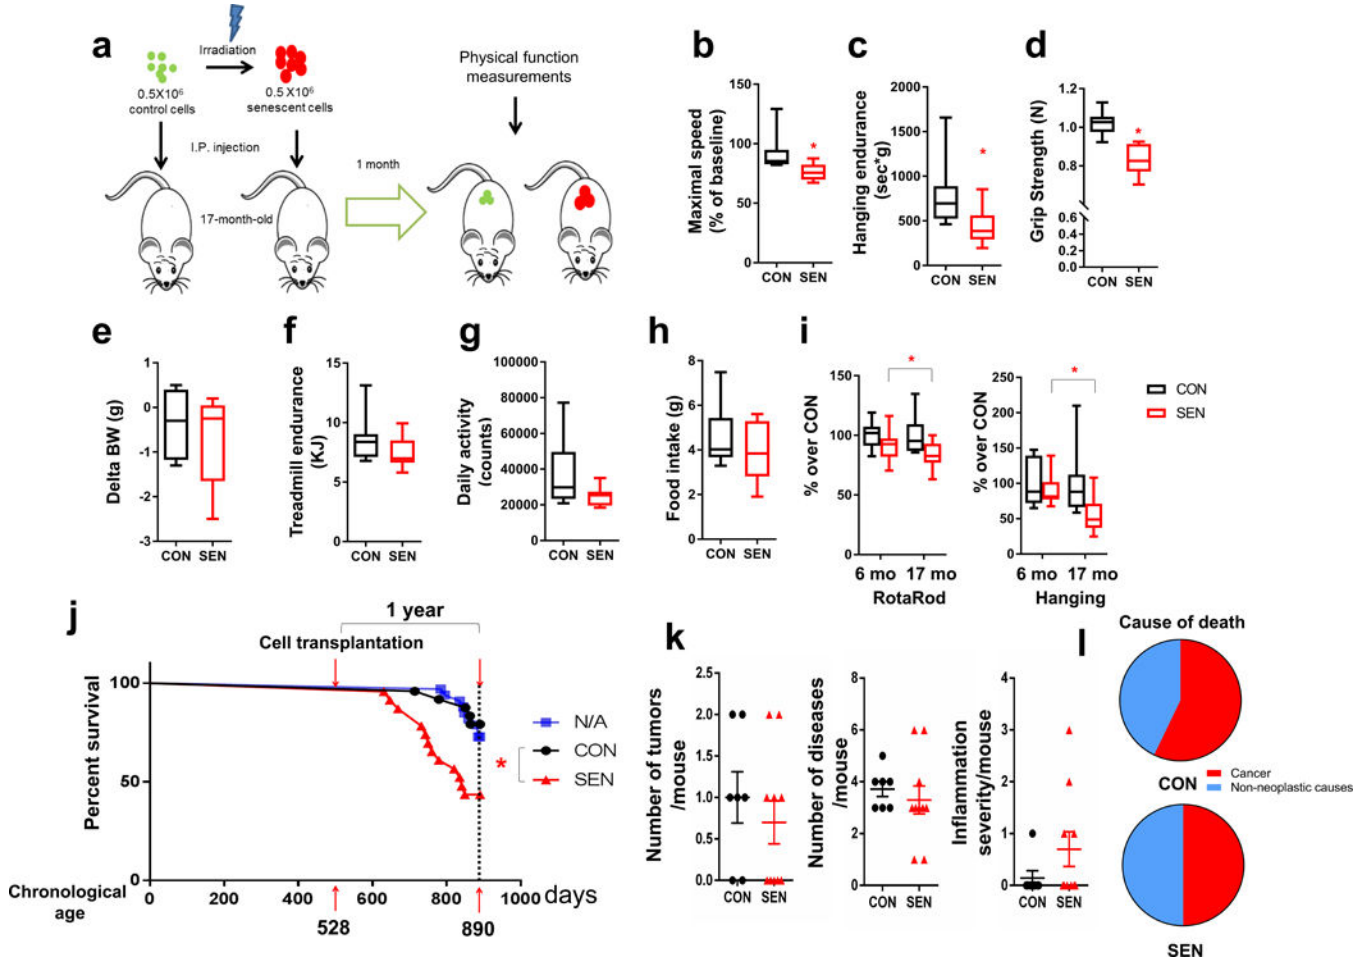 a
Irradiation
0.5X10⁶
control cells
0.5 X10⁶
senescent cells
Physical function
measurements
I.P. injection
1 month
17-month-old
b
Maximal speed
(% of baseline)
150
100
50
0
*
CON SEN
c
Hanging endurance
(sec*g)
2000
1500
1000
500
0
*
CON SEN
d
Grip Strength (N)
1.2
1.0
0.8
0.6
0.4
0.2
0.0
*
CON SEN
e
Delta BW (g)
1
0
-1
-2
-3
CON SEN
f
Treadmill endurance
(KJ)
15
10
5
0
CON SEN
g
Daily activity
(counts)
100000
80000
60000
40000
20000
0
CON SEN
h
Food intake (g)
8
6
4
2
0
CON SEN
i
% over CON
150
100
50
0
*
6 mo 17 mo
RotaRod
% over CON
250
200
150
100
50
0
*
6 mo 17 mo
Hanging
CON
SEN
j
1 year
Cell transplantation
Percent survival
100
50
0
N/A
CON
SEN
*
Chronological
age
0 200 400 600 800 1000 days
528 890
k
Number of tumors
/mouse
2.5
2.0
1.5
1.0
0.5
0.0
CON SEN
Number of diseases
/mouse
8
6
4
2
0
CON SEN
Inflammation
severity/mouse
4
3
2
1
0
CON SEN
l
Cause of death
CON
Cancer
Non-neoplastic causes
SEN